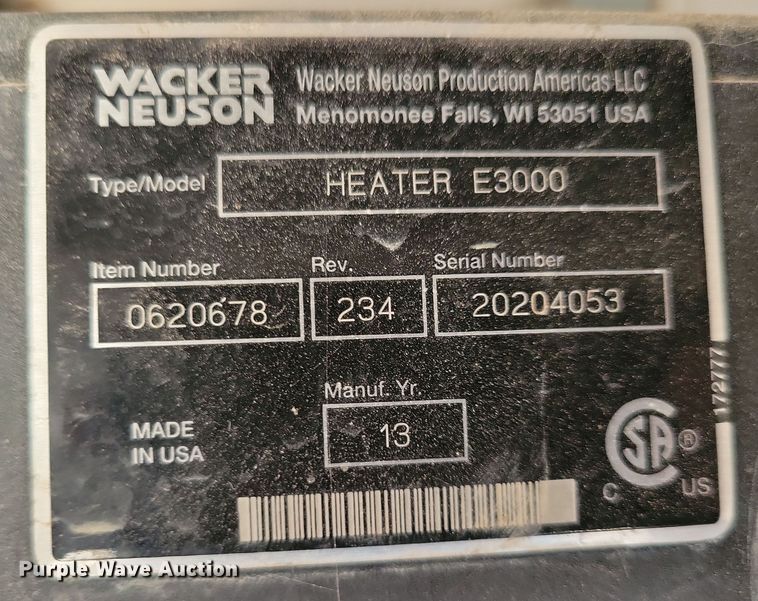 WACKER NEUSON
Wacker Neuson Production Americas LLC
Menomonee Falls, WI 53051 USA
Type/Model HEATER E3000
Item Number Rev. Serial Number
0620678 234 20204053
Manuf. Yr.
13
MADE
IN USA
172777
SA ®
C US
Purple Wave Auction